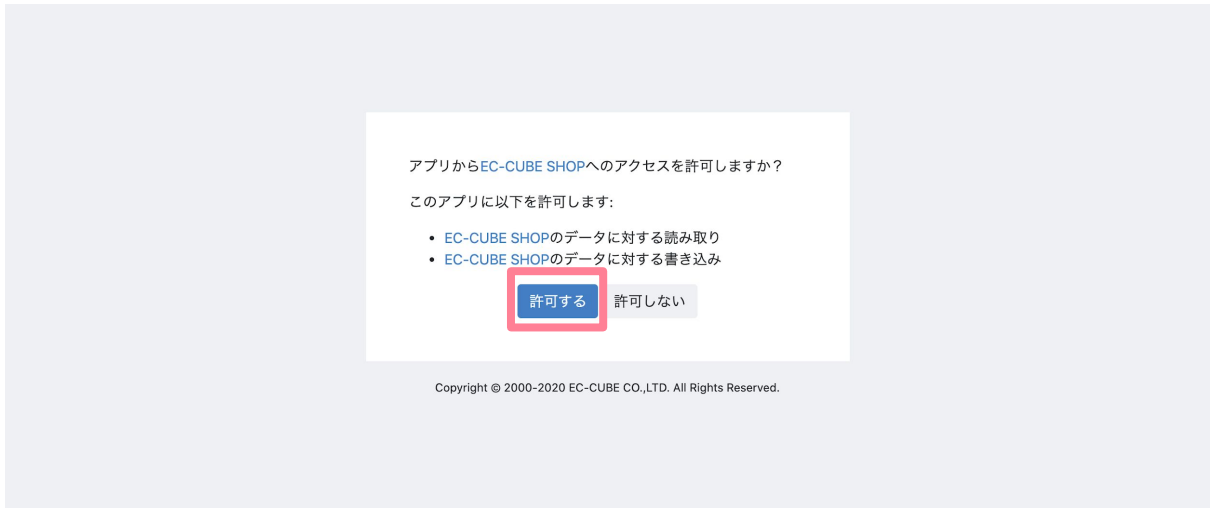 アプリからEC-CUBE SHOPへのアクセスを許可しますか？
このアプリに以下を許可します:
• EC-CUBE SHOPのデータに対する読み取り
• EC-CUBE SHOPのデータに対する書き込み
許可する 許可しない
Copyright © 2000-2020 EC-CUBE CO.,LTD. All Rights Reserved.